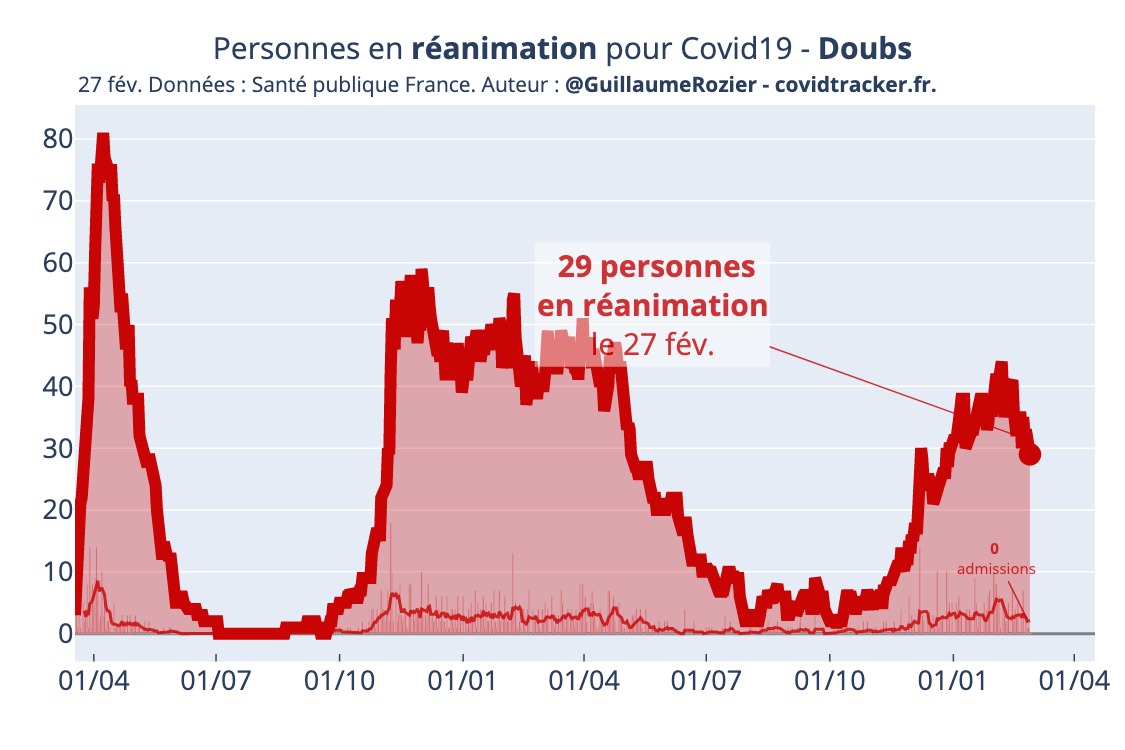 Personnes en réanimation pour Covid19 - Doubs
27 fév. Données : Santé publique France. Auteur : @GuillaumeRozier - covidtracker.fr.
80
70
60
50
40
30
20
10
0
29 personnes
en réanimation
le 27 fév.
0
admissions
01/04 01/07 01/10 01/01 01/04 01/07 01/10 01/01 01/04